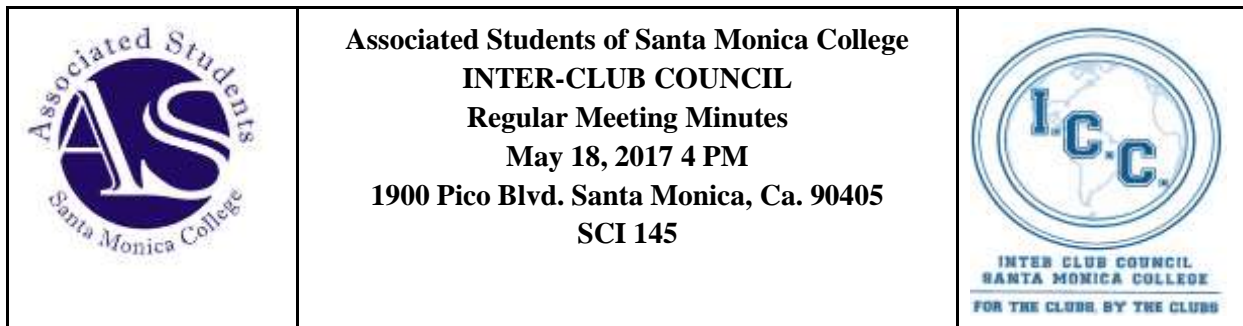 Associated Students
AS
Santa Monica College
Associated Students of Santa Monica College
INTER-CLUB COUNCIL
Regular Meeting Minutes
May 18, 2017 4 PM
1900 Pico Blvd. Santa Monica, Ca. 90405
SCI 145
I.C.C.
INTER CLUB COUNCIL
SANTA MONICA COLLEGE
FOR THE CLUBS, BY THE CLUBS